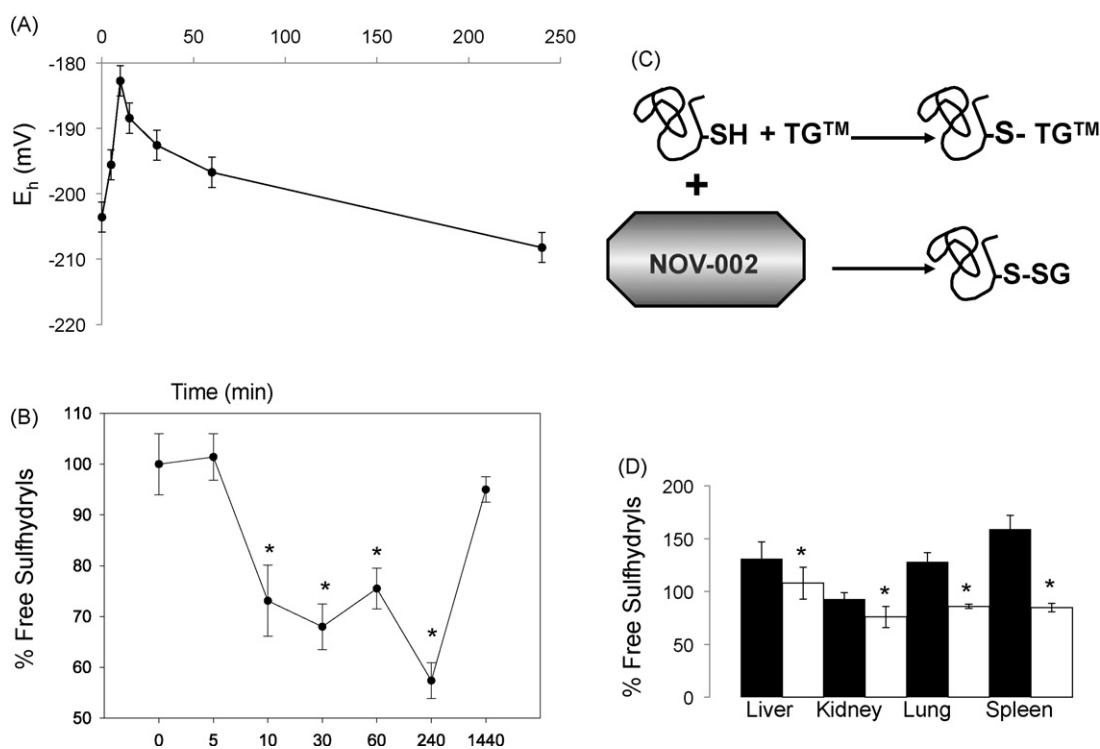 (A)
0 50 100 150 200 250
-180
-190
-200
-210
-220
E_h (mV)
(C)
SH + TG™
S- TG™
+
NOV-002
S-SG
Time (min)
(B)
110
100
90
80
70
60
50
% Free Sulfhydryls
* * * *
0 5 10 30 60 240 1440
(D)
200
150
100
50
0
% Free Sulfhydryls
* * * *
Liver Kidney Lung Spleen